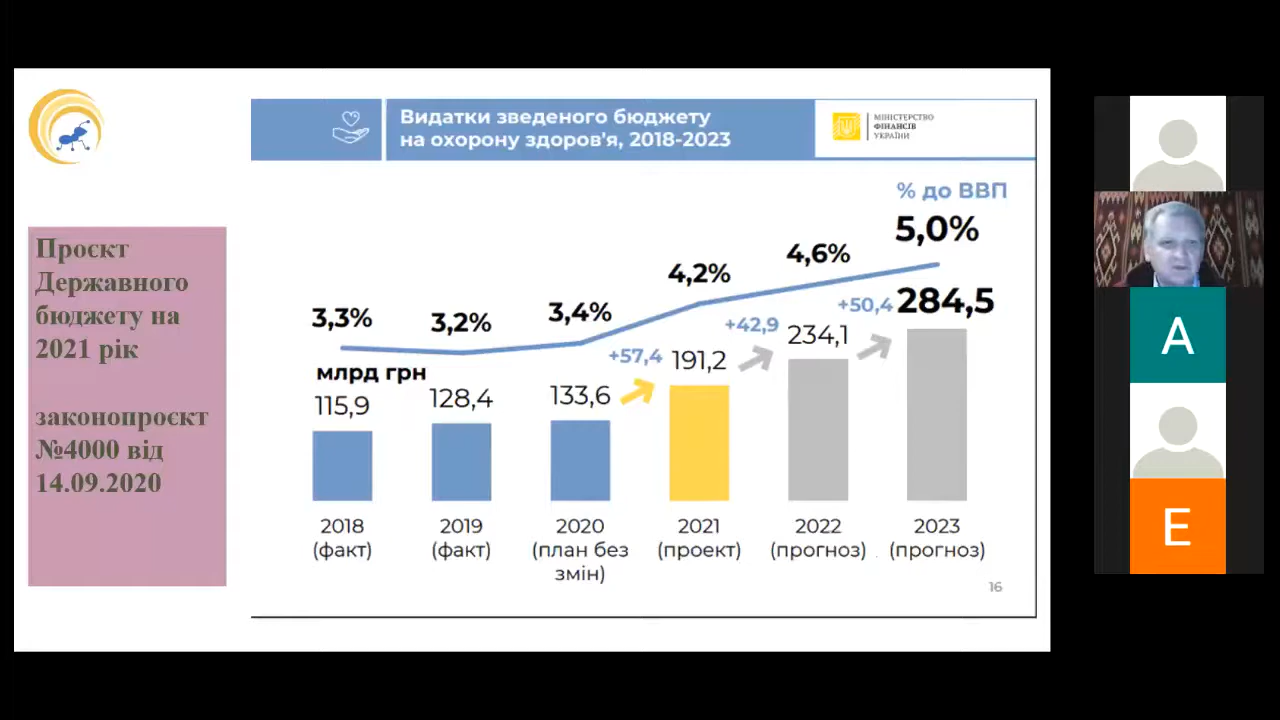 Проєкт
Державного
бюджету на
2021 рік
законопроєкт
№4000 від
14.09.2020
Видатки зведеного бюджету
на охорону здоров'я, 2018-2023
МІНІСТЕРСТВО
ФІНАНСІВ
УКРАЇНИ
% до ВВП
3,3%
3,2%
3,4%
4,2%
4,6%
5,0%
млрд грн
115,9
128,4
133,6
+57,4
191,2
+42,9
234,1
+50,4
284,5
2018
(факт)
2019
(факт)
2020
(план без
змін)
2021
(проект)
2022
(прогноз)
2023
(прогноз)
16
A
E